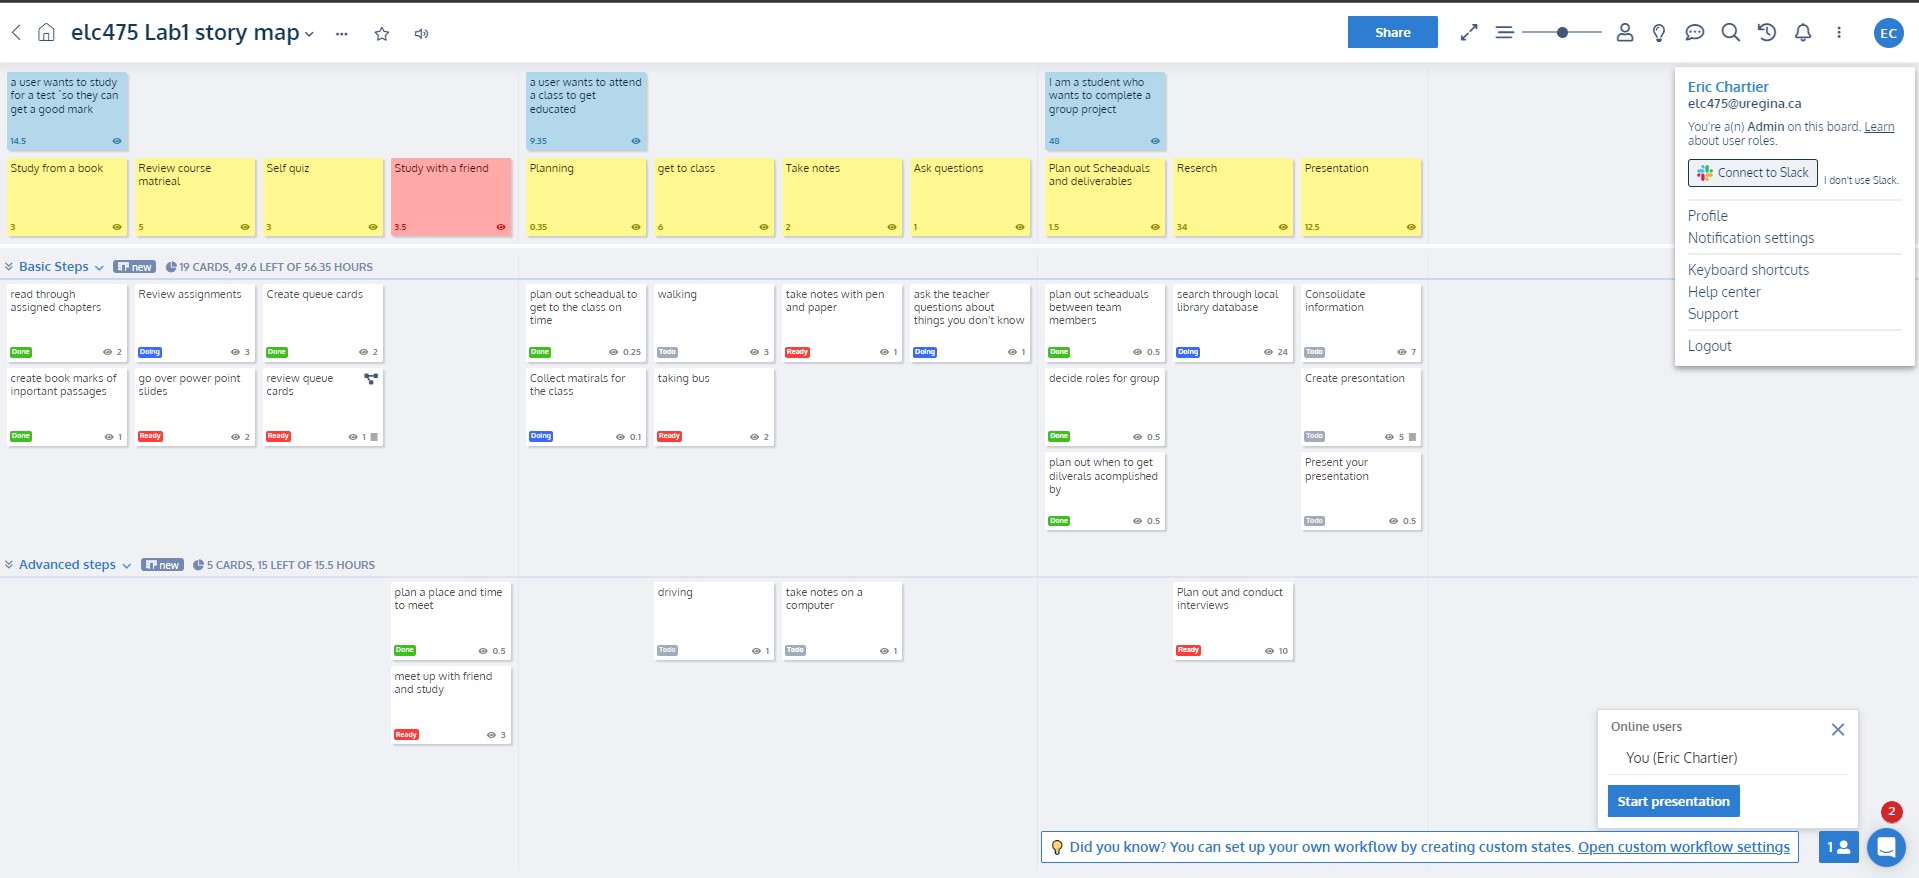 elc475 Lab1 story map
Share
EC
a user wants to study
for a test `so they can
get a good mark
14.5
a user wants to attend
a class to get
educated
9.35
I am a student who
wants to complete a
group project
48
Study from a book
3
Review course
matrieal
5
Self quiz
3
Study with a friend
3.5
Planning
0.35
get to class
6
Take notes
2
Ask questions
1
Plan out Scheaduals
and deliverables
1.5
Reserch
34
Presentation
12.5
Eric Chartier
elc475@uregina.ca
You're a(n) Admin on this board. Learn
about user roles.
Connect to Slack
I don't use Slack.
Profile
Notification settings
Keyboard shortcuts
Help center
Support
Logout
Basic Steps new 19 CARDS, 49.6 LEFT OF 56.35 HOURS
read through
assigned chapters
Done 2
Review assignments
Doing 3
Create queue cards
Done 2
plan out scheadual to
get to the class on
time
Done 0.25
walking
Todo 3
take notes with pen
and paper
Ready 1
ask the teacher
questions about
things you don't know
Doing 1
plan out scheaduals
between team
members
Done 0.5
search through local
library database
Doing 24
Consolidate
information
Todo 7
create book marks of
inportant passages
Done 1
go over power point
slides
Ready 2
review queue
cards
Ready 1
Collect matirals for
the class
Doing 0.1
taking bus
Ready 2
decide roles for group
Done 0.5
Create presontation
Todo 5
plan out when to get
dilverals acomplished
by
Done 0.5
Present your
presentation
Todo 0.5
Advanced steps new 5 CARDS, 15 LEFT OF 15.5 HOURS
plan a place and time
to meet
Done 0.5
driving
Todo 1
take notes on a
computer
Todo 1
Plan out and conduct
interviews
Ready 10
meet up with friend
and study
Ready 3
Online users
You (Eric Chartier)
Start presentation
2
Did you know? You can set up your own workflow by creating custom states. Open custom workflow settings
1